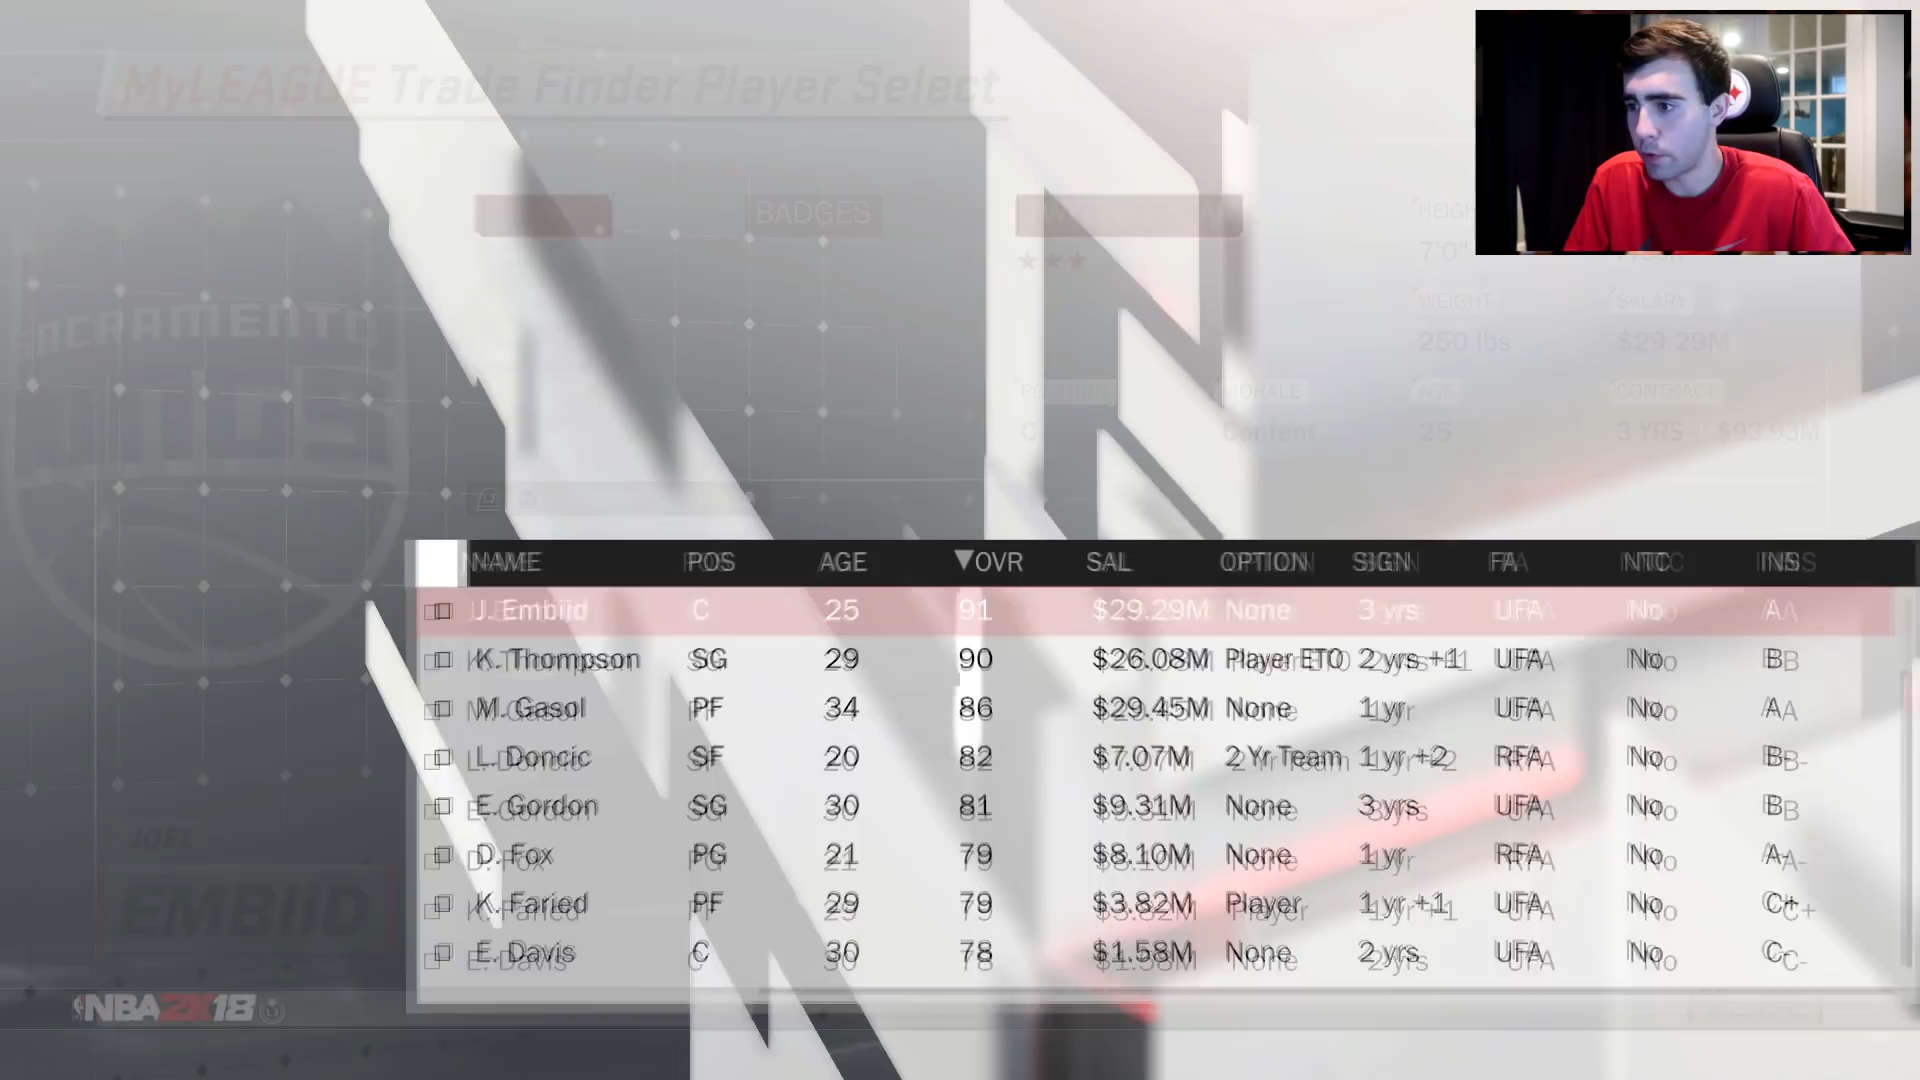 MyLEAGUE Trade Finder Player Select
BADGES
HEIGH
7'0"
WEIGHT SALARY
250 lbs $29.29M
SACRAMENTO
POSITION MORALE AGE CONTRACT
C Content 25 3 YRS $93.93M
NAME POS AGE ▼OVR SAL OPTION SIGN FA NTC INS
J. Embiid C 25 91 $29.29M None 3 yrs UFA No A
K. Thompson SG 29 90 $26.08M Player ETO 2 yrs +1 UFA No B
M. Gasol PF 34 86 $29.45M None 1 yr UFA No A
L. Doncic SF 20 82 $7.07M 2 Yr Team 1 yr +2 RFA No B-
E. Gordon SG 30 81 $9.31M None 3 yrs UFA No B
D. Fox PG 21 79 $8.10M None 1 yr RFA No A-
K. Faried PF 29 79 $3.82M Player 1 yr +1 UFA No C+
E. Davis C 30 78 $1.58M None 2 yrs UFA No C-
JOEL
EMBIID
NBA2K18